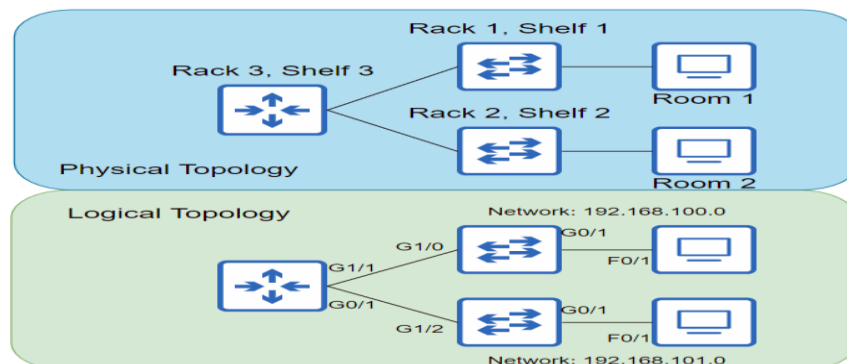 Rack 1, Shelf 1
Rack 3, Shelf 3
Room 1
Rack 2, Shelf 2
Physical Topology
Room 2
Logical Topology
Network: 192.168.100.0
G0/1
G1/0
F0/1
G1/1
G0/1
G0/1
G1/2
F0/1
Network: 192.168.101.0